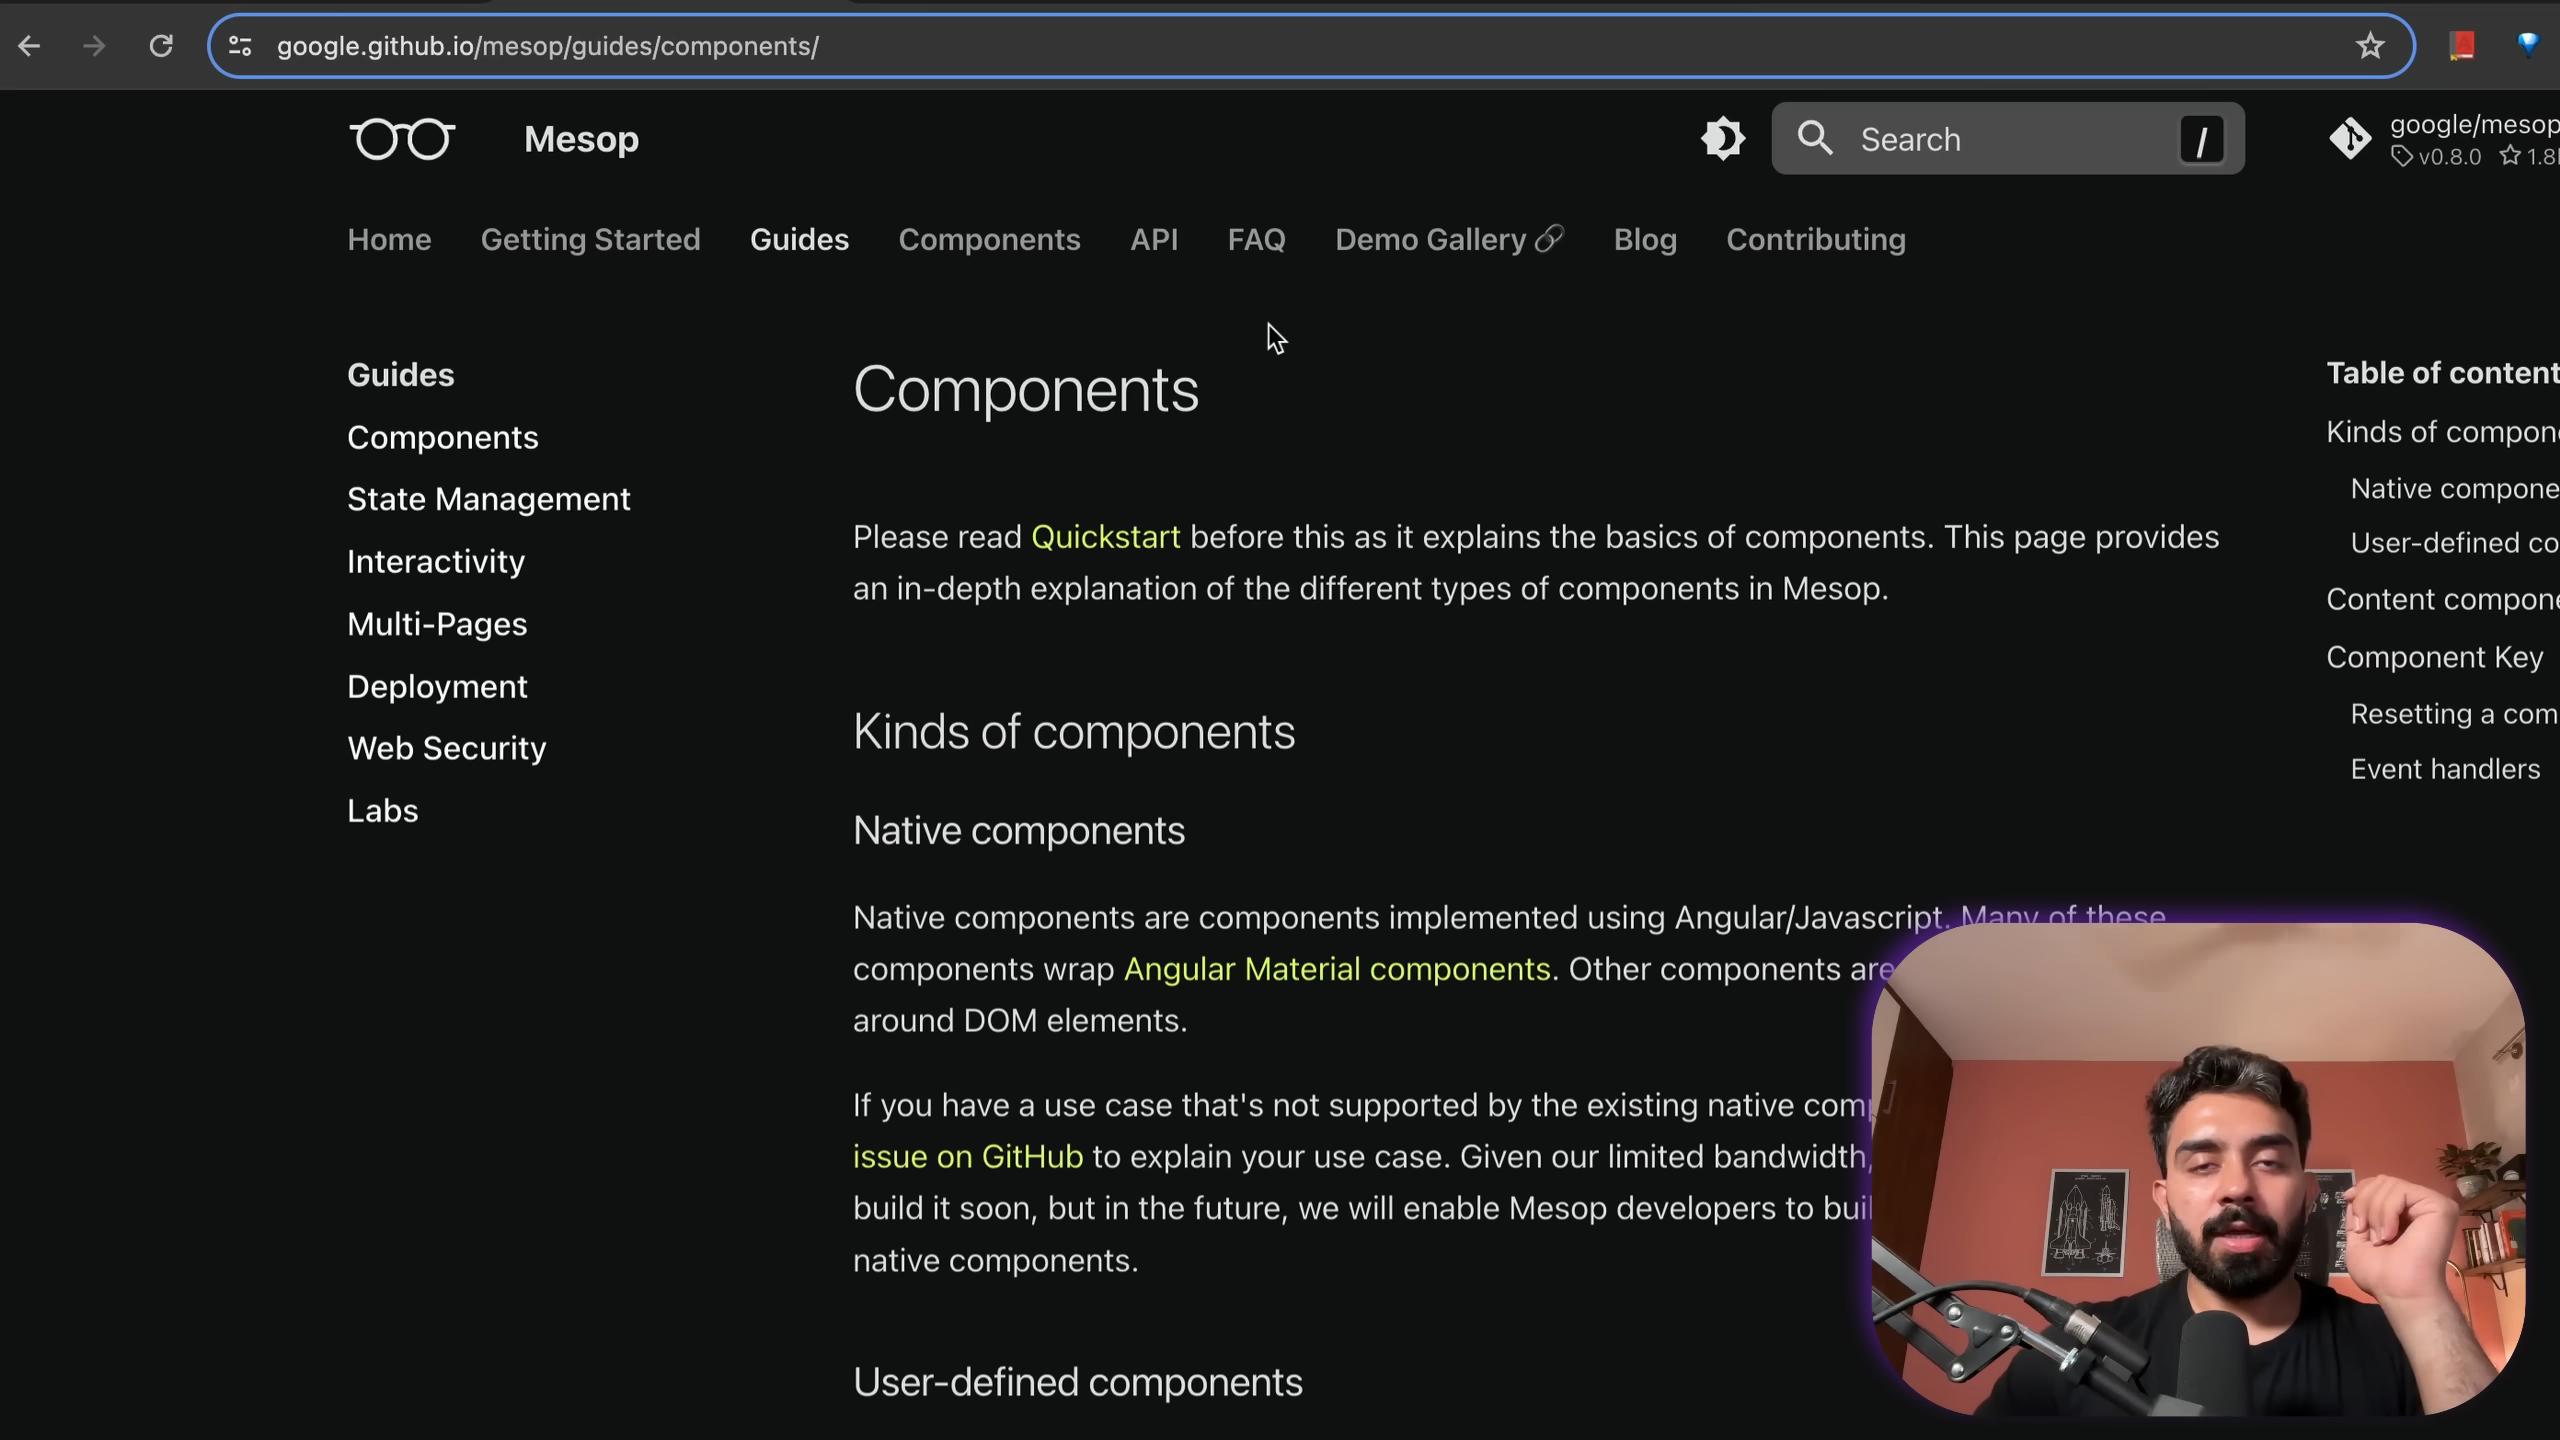 google.github.io/mesop/guides/components/
Mesop
Search
/
google/mesop
v0.8.0
Home Getting Started Guides Components API FAQ Demo Gallery Blog Contributing
Guides
Components
State Management
Interactivity
Multi-Pages
Deployment
Web Security
Labs
Components
Please read Quickstart before this as it explains the basics of components. This page provides
an in-depth explanation of the different types of components in Mesop.
Kinds of components
Native components
Native components are components implemented using Angular/Javascript. Many of these
components wrap Angular Material components. Other components are
around DOM elements.
If you have a use case that's not supported by the existing native
issue on GitHub to explain your use case. Given our limited bandwidth,
build it soon, but in the future, we will enable Mesop developers to
native components.
User-defined components
Table of content
Kinds of
Native
User-defined
Content
Component Key
Resetting a
Event handlers